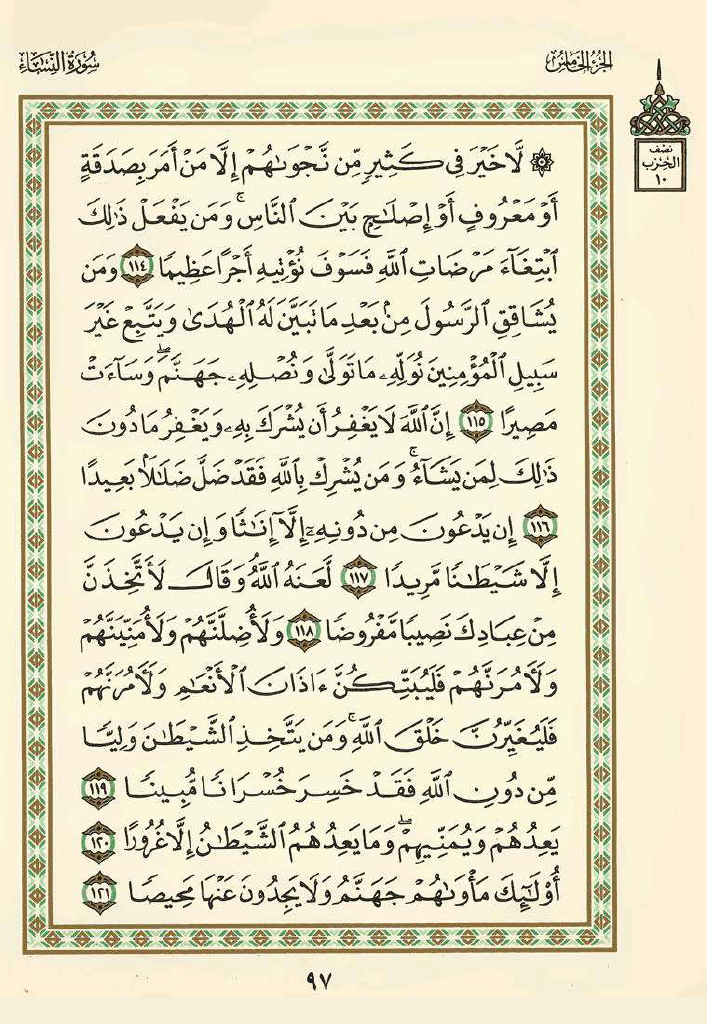 سُورَةُ النِّسَاءِ
الجُزْءُ الخَامِسُ
نِصْف
الحِزْب
١٠
۞ لَّا خَيْرَ فِى كَثِيرٍ مِّن نَّجْوَىٰهُمْ إِلَّا مَنْ أَمَرَ بِصَدَقَةٍ
أَوْ مَعْرُوفٍ أَوْ إِصْلَـٰحٍۭ بَيْنَ ٱلنَّاسِ ۚ وَمَن يَفْعَلْ ذَٰلِكَ
ٱبْتِغَآءَ مَرْضَاتِ ٱللَّهِ فَسَوْفَ نُؤْتِيهِ أَجْرًا عَظِيمًا ١١٤ وَمَن
يُشَاقِقِ ٱلرَّسُولَ مِنۢ بَعْدِ مَا تَبَيَّنَ لَهُ ٱلْهُدَىٰ وَيَتَّبِعْ غَيْرَ
سَبِيلِ ٱلْمُؤْمِنِينَ نُوَلِّهِۦ مَا تَوَلَّىٰ وَنُصْلِهِۦ جَهَنَّمَ ۖ وَسَآءَتْ
مَصِيرًا ١١٥ إِنَّ ٱللَّهَ لَا يَغْفِرُ أَن يُشْرَكَ بِهِۦ وَيَغْفِرُ مَا دُونَ
ذَٰلِكَ لِمَن يَشَآءُ ۚ وَمَن يُشْرِكْ بِٱللَّهِ فَقَدْ ضَلَّ ضَلَـٰلًۢا بَعِيدًا
١١٦ إِن يَدْعُونَ مِن دُونِهِۦٓ إِلَّآ إِنَـٰثًا وَإِن يَدْعُونَ
إِلَّا شَيْطَـٰنًا مَّرِيدًا ١١٧ لَّعَنَهُ ٱللَّهُ ۘ وَقَالَ لَأَتَّخِذَنَّ
مِنْ عِبَادِكَ نَصِيبًا مَّفْرُوضًا ١١٨ وَلَأُضِلَّنَّهُمْ وَلَأُمَنِّيَنَّهُمْ
وَلَـَٔامُرَنَّهُمْ فَلَيُبَتِّكُنَّ ءَاذَانَ ٱلْأَنْعَـٰمِ وَلَـَٔامُرَنَّهُمْ
فَلَيُغَيِّرُنَّ خَلْقَ ٱللَّهِ ۚ وَمَن يَتَّخِذِ ٱلشَّيْطَـٰنَ وَلِيًّا
مِّن دُونِ ٱللَّهِ فَقَدْ خَسِرَ خُسْرَانًا مُّبِينًا ١١٩
يَعِدُهُمْ وَيُمَنِّيهِمْ ۖ وَمَا يَعِدُهُمُ ٱلشَّيْطَـٰنُ إِلَّا غُرُورًا ١٢٠
أُو۟لَـٰٓئِكَ مَأْوَىٰهُمْ جَهَنَّمُ وَلَا يَجِدُونَ عَنْهَا مَحِيصًا ١٢١
٩٧